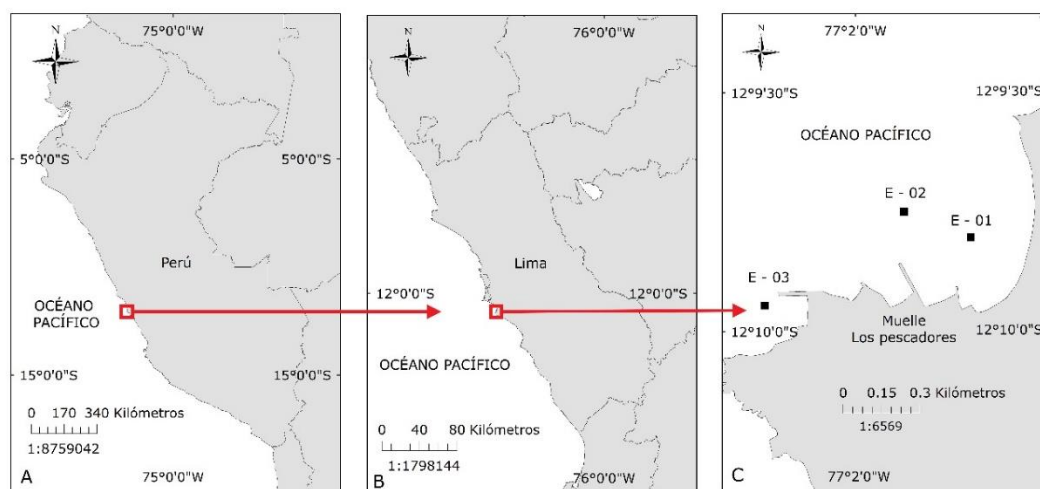 N
75°0'0"W
5°0'0"S
5°0'0"S
Perú
OCÉANO
PACÍFICO
15°0'0"S
15°0'0"S
0 170 340 Kilómetros
1:8759042
75°0'0"W
A
N
76°0'0"W
Lima
12°0'0"S
12°0'0"S
OCÉANO PACÍFICO
0 40 80 Kilómetros
1:1798144
76°0'0"W
B
N
77°2'0"W
12°9'30"S
12°9'30"S
OCÉANO PACÍFICO
E - 02
E - 01
E - 03
12°10'0"S
Muelle
Los pescadores
12°10'0"S
0 0.15 0.3 Kilómetros
1:6569
77°2'0"W
C